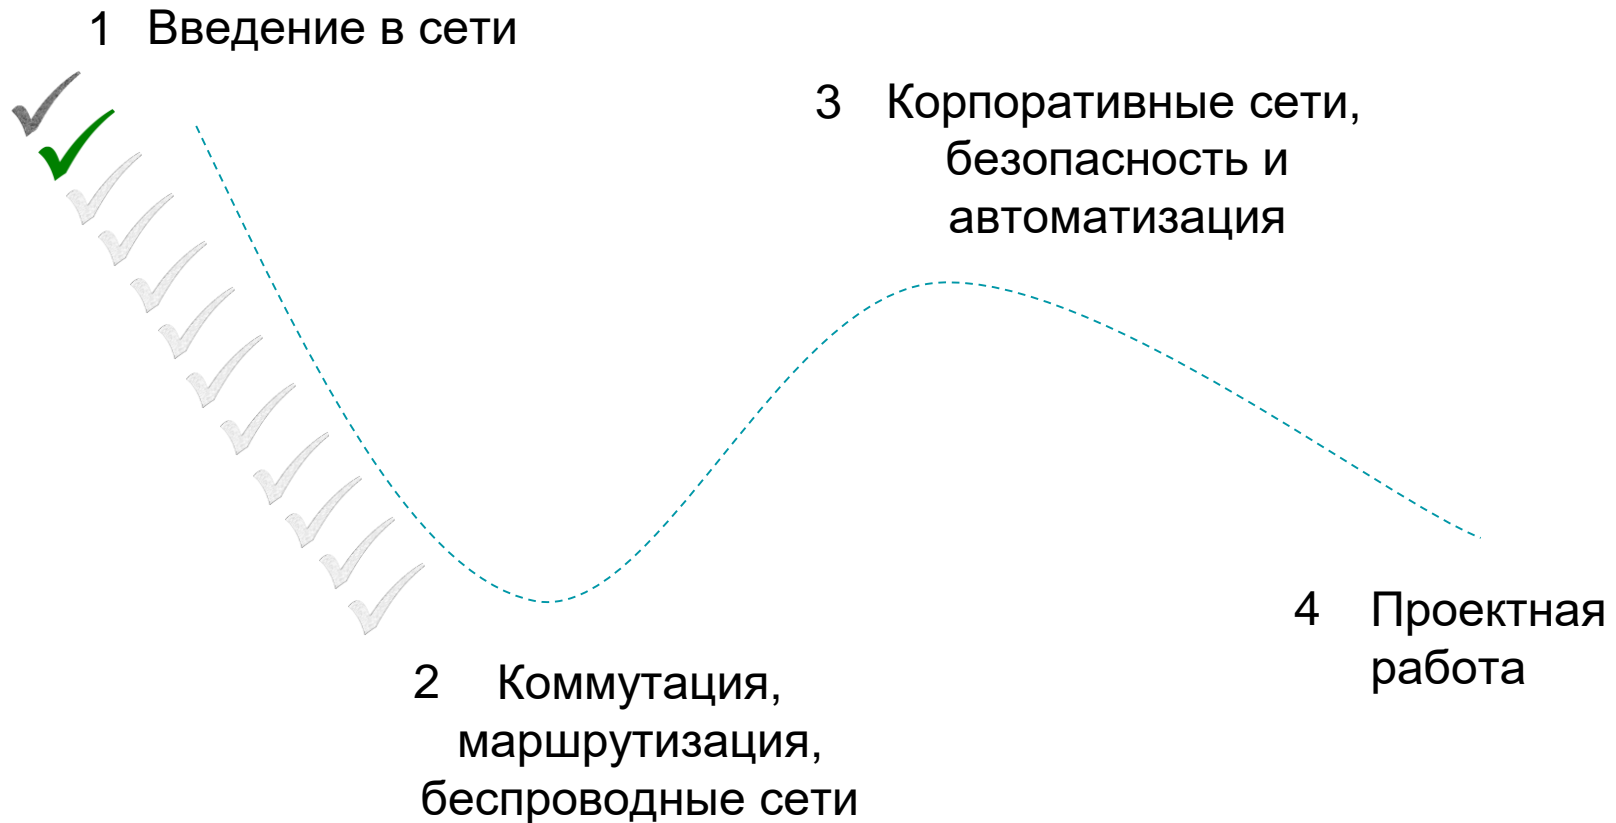 1 Введение в сети
3 Корпоративные сети,
безопасность и
автоматизация
4 Проектная
работа
2 Коммутация,
маршрутизация,
беспроводные сети